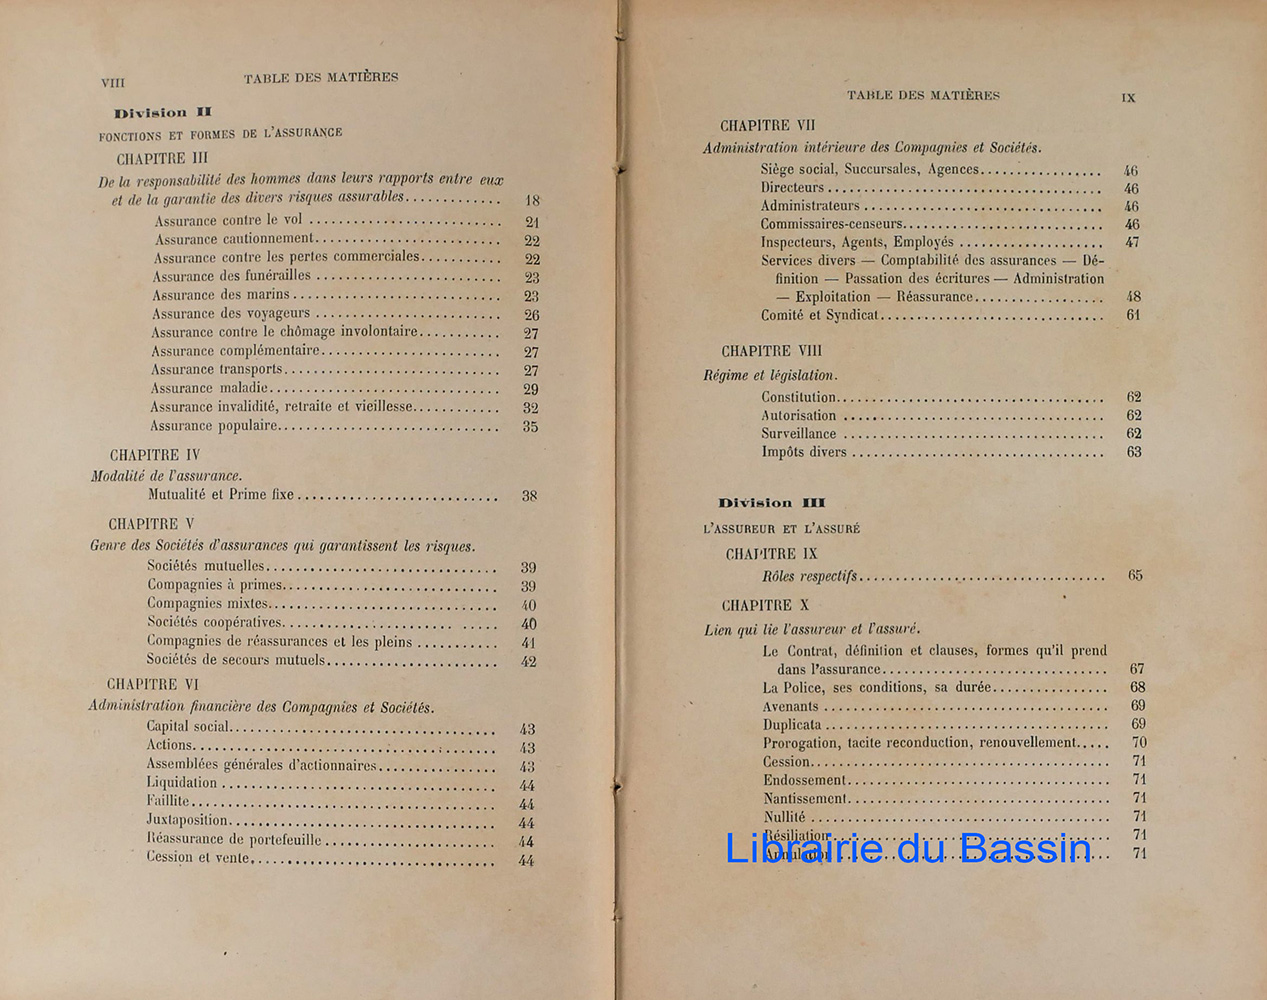 VIII
TABLE DES MATIÈRES
Division II
FONCTIONS ET FORMES DE L'ASSURANCE
CHAPITRE III
De la responsabilité des hommes dans leurs rapports entre eux
et de la garantie des divers risques assurables............. 18
Assurance contre le vol .......................... 21
Assurance cautionnement......................... 22
Assurance contre les pertes commerciales........... 22
Assurance des funérailles ......................... 23
Assurance des marins............................ 23
Assurance des voyageurs ......................... 26
Assurance contre le chômage involontaire........... 27
Assurance complémentaire........................ 27
Assurance transports............................. 27
Assurance maladie............................... 29
Assurance invalidité, retraite et vieillesse............ 32
Assurance populaire.............................. 35
CHAPITRE IV
Modalité de l'assurance.
Mutualité et Prime fixe........................... 38
CHAPITRE V
Genre des Sociétés d'assurances qui garantissent les risques.
Sociétés mutuelles............................... 39
Compagnies à primes............................. 39
Compagnies mixtes............................... 40
Sociétés coopératives....................... ..... 40
Compagnies de réassurances et les pleins ........... 41
Sociétés de secours mutuels....................... 42
CHAPITRE VI
Administration financière des Compagnies et Sociétés.
Capital social.................................... 43
Actions......................................... 43
Assemblées générales d'actionnaires................ 43
Liquidation ..................................... 44
Faillite......................................... 44
Juxtaposition.................................... 44
Réassurance de portefeuille....................... 44
Cession et vente................................. 44
TABLE DES MATIÈRES
IX
CHAPITRE VII
Administration intérieure des Compagnies et Sociétés.
Siège social, Succursales, Agences................. 46
Directeurs...................................... 46
Administrateurs ................................. 46
Commissaires-censeurs........................... 46
Inspecteurs, Agents, Employés .................... 47
Services divers — Comptabilité des assurances — Dé-
finition — Passation des écritures — Administration
— Exploitation — Réassurance.................. 48
Comité et Syndicat............................... 61
CHAPITRE VIII
Régime et législation.
Constitution..................................... 62
Autorisation .................................... 62
Surveillance .................................... 62
Impôts divers ................................... 63
Division III
L'ASSUREUR ET L'ASSURÉ
CHAPITRE IX
Rôles respectifs.................................. 65
CHAPITRE X
Lien qui lie l'assureur et l'assuré.
Le Contrat, définition et clauses, formes qu'il prend
dans l'assurance............................... 67
La Police, ses conditions, sa durée................ 68
Avenants ....................................... 69
Duplicata ....................................... 69
Prorogation, tacite reconduction, renouvellement..... 70
Cession......................................... 71
Endossement.................................... 71
Nantissement.................................... 71
Nullité ......................................... 71
Résiliation...................................... 71
Annulation...................................... 71
Librairie du Bassin